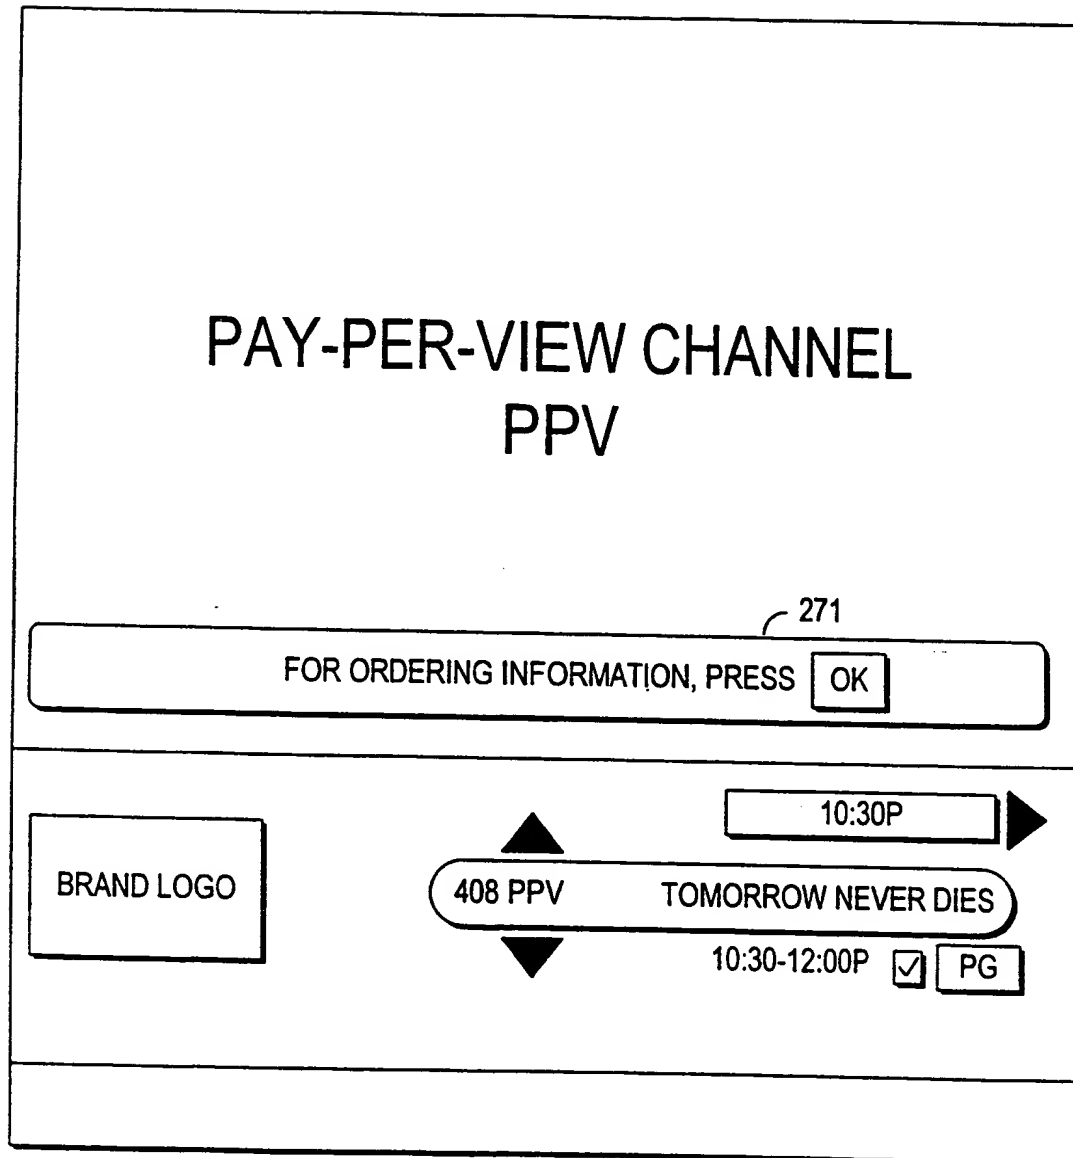 PAY-PER-VIEW CHANNEL
PPV
271
FOR ORDERING INFORMATION, PRESS OK
10:30P
BRAND LOGO
408 PPV TOMORROW NEVER DIES
10:30-12:00P PG